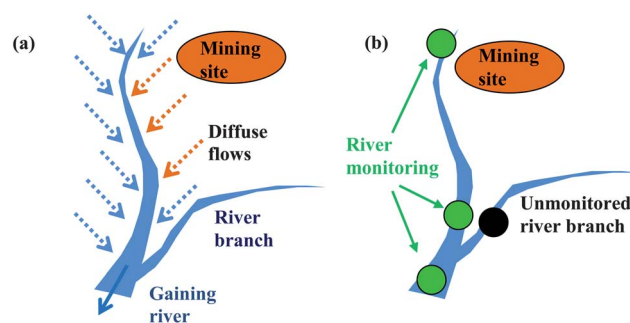 (a)
Mining
site
Diffuse
flows
River
branch
Gaining
river
(b)
Mining
site
River
monitoring
Unmonitored
river branch